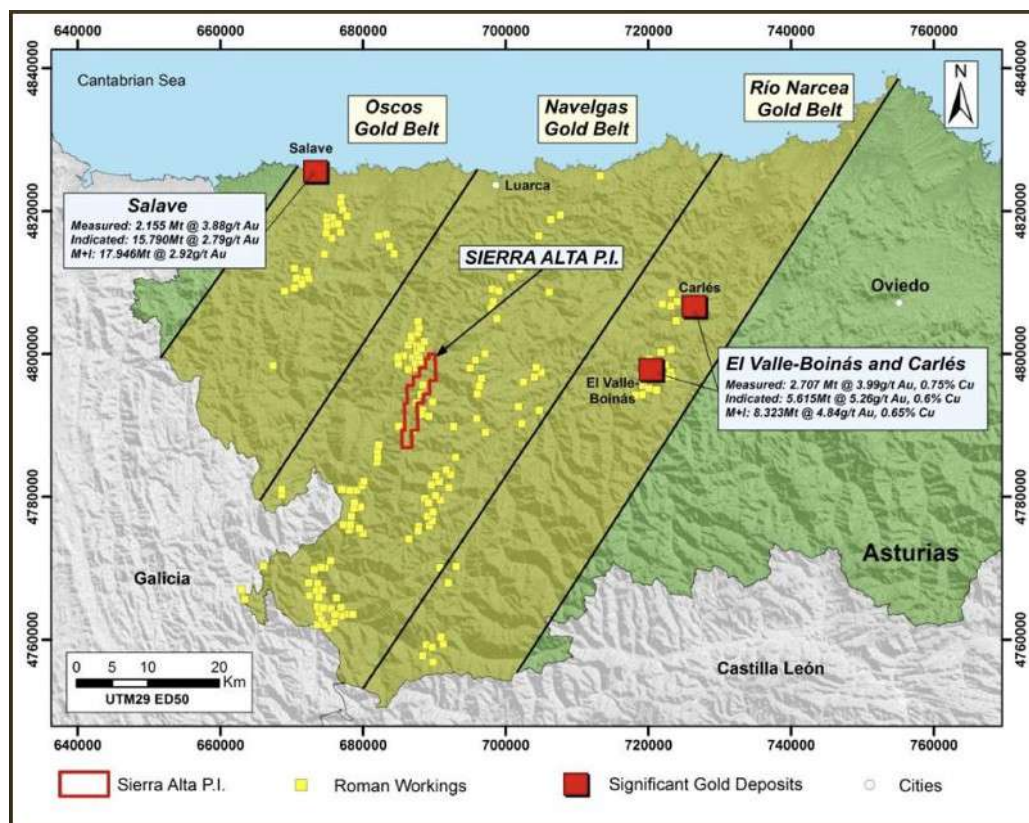 640000 660000 680000 700000 720000 740000 760000
4840000 4840000
Cantabrian Sea
N
Oscos
Gold Belt
Navelgas
Gold Belt
Río Narcea
Gold Belt
Salave
Luarca
Salave
Measured: 2.155 Mt @ 3.88g/t Au
Indicated: 15.790Mt @ 2.79g/t Au
M+I: 17.946Mt @ 2.92g/t Au
4820000 4820000
SIERRA ALTA P.I.
Carlés
Oviedo
4800000 4800000
El Valle-
Boinás
El Valle-Boinás and Carlés
Measured: 2.707 Mt @ 3.99g/t Au, 0.75% Cu
Indicated: 5.615Mt @ 5.26g/t Au, 0.6% Cu
M+I: 8.323Mt @ 4.84g/t Au, 0.65% Cu
4780000 4780000
Galicia
Asturias
4760000 4760000
Castilla León
0 5 10 20
Km
UTM29 ED50
640000 660000 680000 700000 720000 740000 760000
Sierra Alta P.I. Roman Workings Significant Gold Deposits Cities